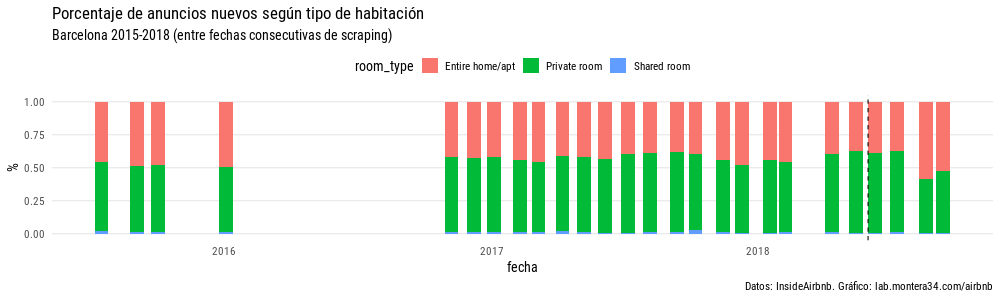 Porcentaje de anuncios nuevos según tipo de habitación
Barcelona 2015-2018 (entre fechas consecutivas de scraping)
room_type Entire home/apt Private room Shared room
1.00
0.75
0.50
0.25
0.00
%
2016 2017 2018
fecha
Datos: InsideAirbnb. Gráfico: lab.montera34.com/airbnb